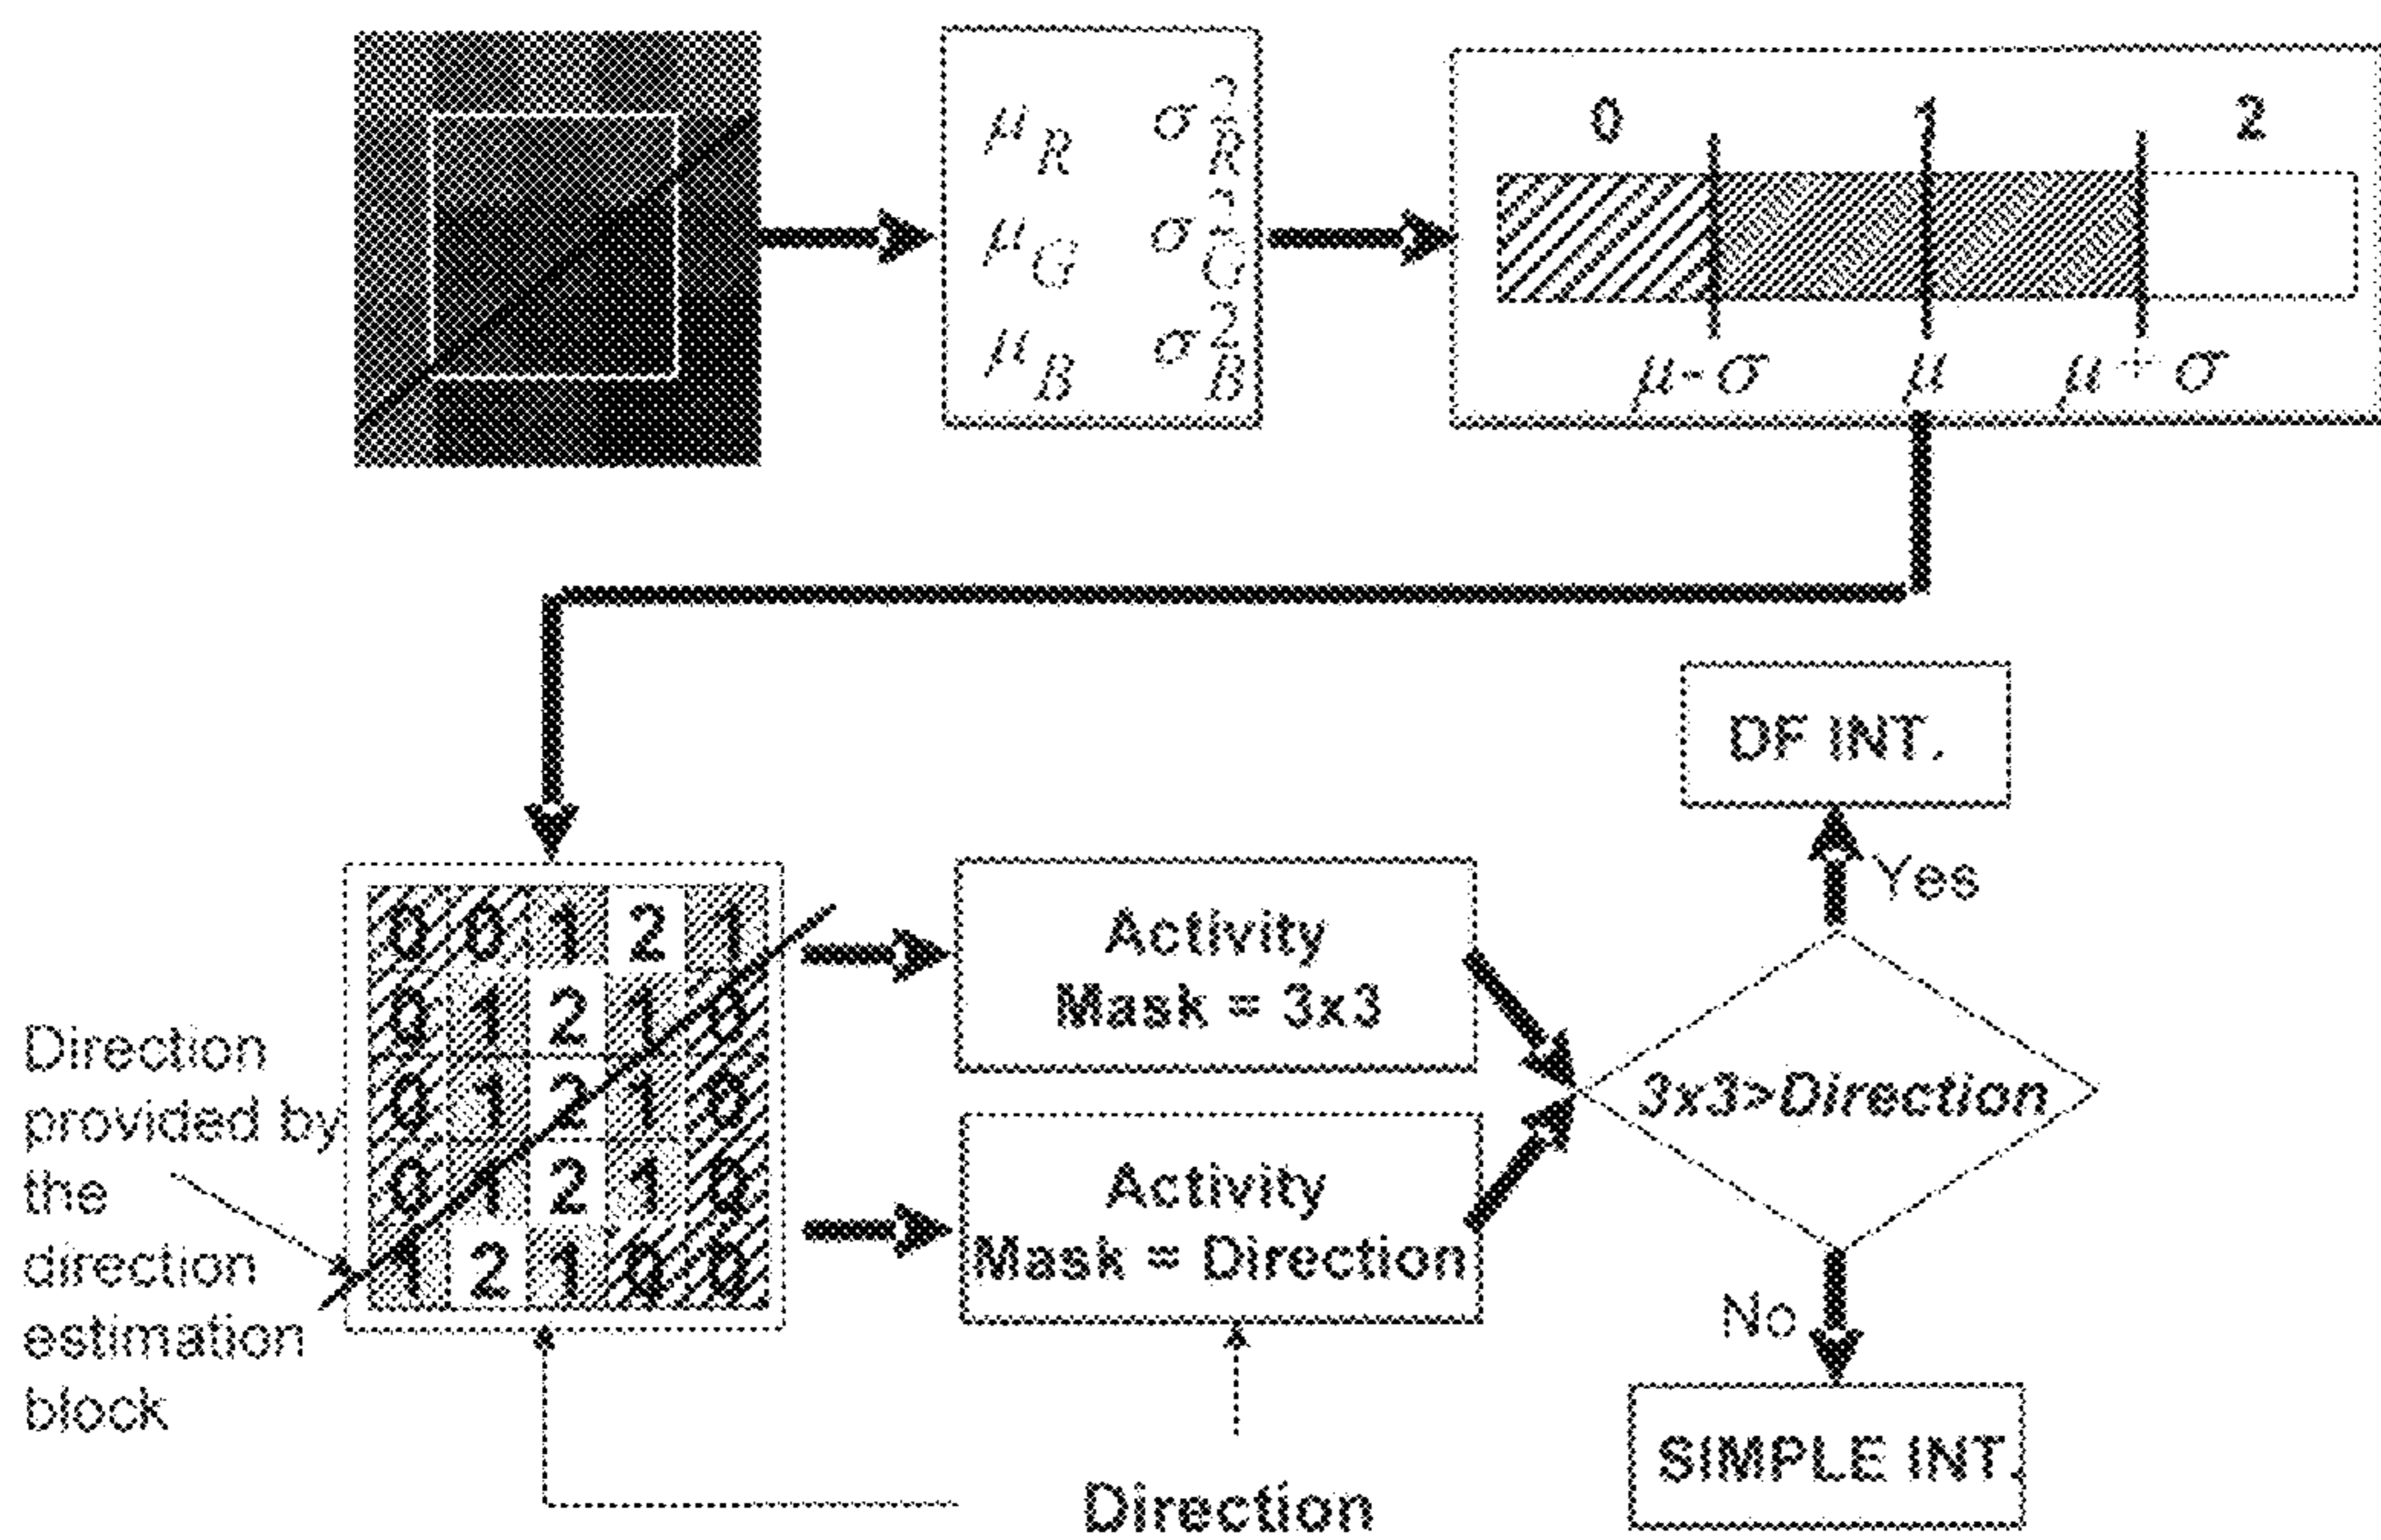 μR σ²R
μG σ²G
μB σ²B
0 1 2
μ-σ μ μ+σ
DF INT.
Yes
0 0 1 2 1
0 1 2 1 0
0 1 2 1 0
0 1 2 1 0
1 2 1 0 0
Direction
provided by
the
direction
estimation
block
Activity
Mask = 3x3
Activity
Mask = Direction
3x3>Direction
No
SIMPLE INT.
Direction